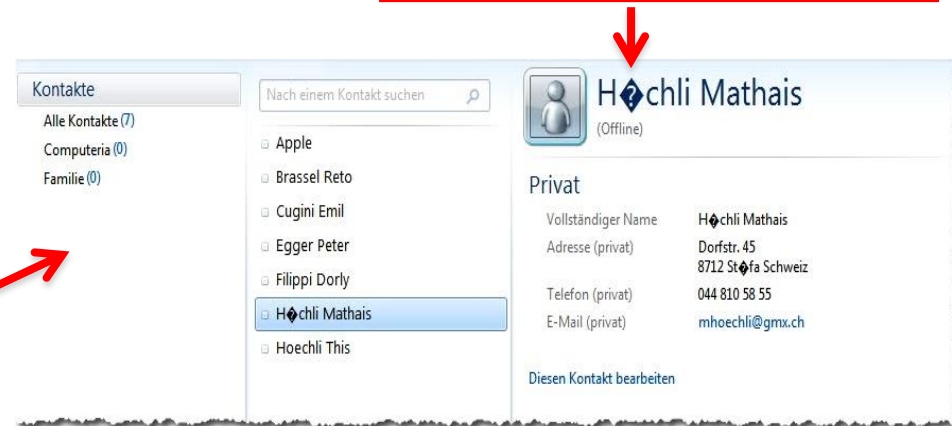 Kontakte
Alle Kontakte (7)
Computeria (0)
Familie (0)
Nach einem Kontakt suchen
Apple
Brassel Reto
Cugini Emil
Egger Peter
Filippi Dorly
H�chli Mathais
Hoechli This
H�chli Mathais
(Offline)
Privat
Vollständiger Name H�chli Mathais
Adresse (privat) Dorfstr. 45
8712 St�fa Schweiz
Telefon (privat) 044 810 58 55
E-Mail (privat) mhoechli@gmx.ch
Diesen Kontakt bearbeiten